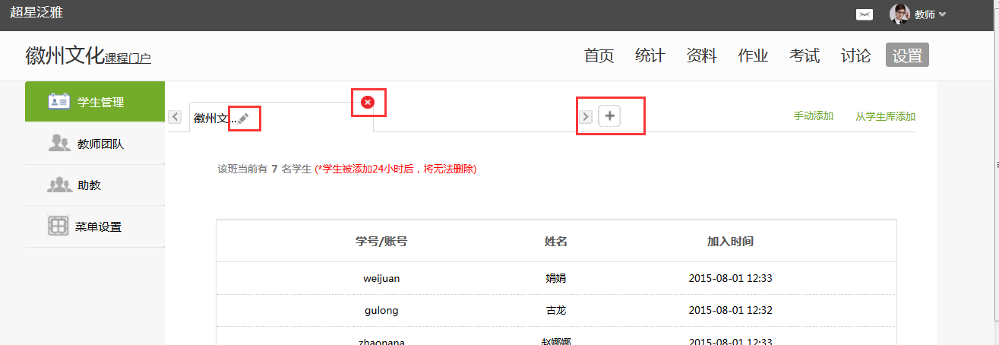 超星泛雅
教师
徽州文化课程门户
首页 统计 资料 作业 考试 讨论 设置
学生管理
教师团队
助教
菜单设置
徽州文...
手动添加 从学生库添加
该班当前有 7 名学生 (*学生被添加24小时后，将无法删除)
学号/账号 姓名 加入时间
weijuan 娟娟 2015-08-01 12:33
gulong 古龙 2015-08-01 12:32
zhaonana 赵娜娜 2015-08-01 12:33